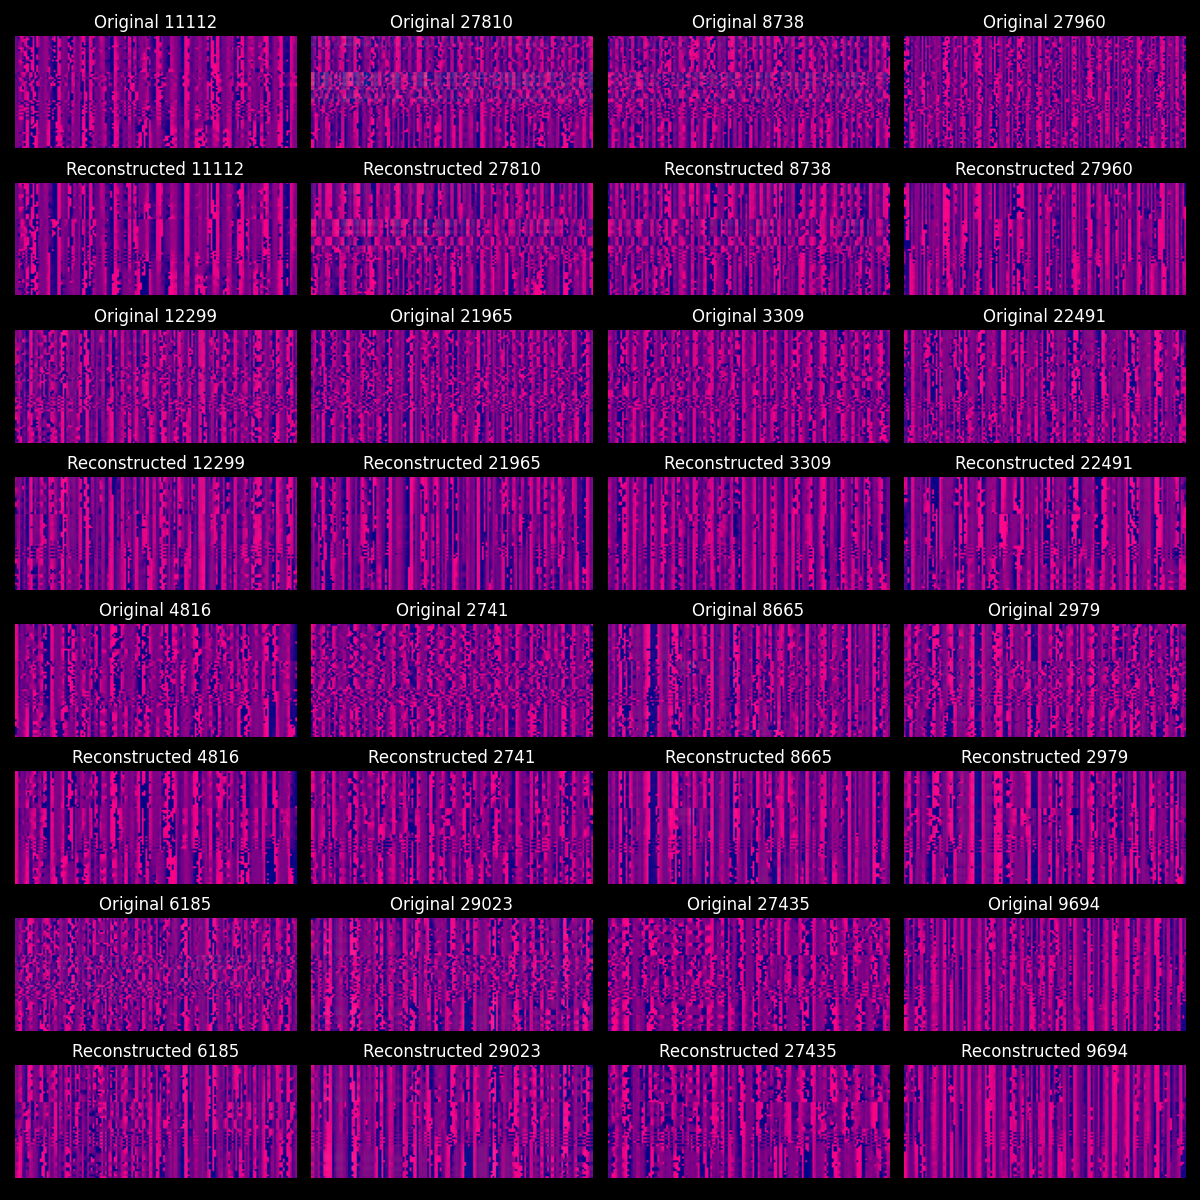 Original 11112 Original 27810 Original 8738 Original 27960
Reconstructed 11112 Reconstructed 27810 Reconstructed 8738 Reconstructed 27960
Original 12299 Original 21965 Original 3309 Original 22491
Reconstructed 12299 Reconstructed 21965 Reconstructed 3309 Reconstructed 22491
Original 4816 Original 2741 Original 8665 Original 2979
Reconstructed 4816 Reconstructed 2741 Reconstructed 8665 Reconstructed 2979
Original 6185 Original 29023 Original 27435 Original 9694
Reconstructed 6185 Reconstructed 29023 Reconstructed 27435 Reconstructed 9694